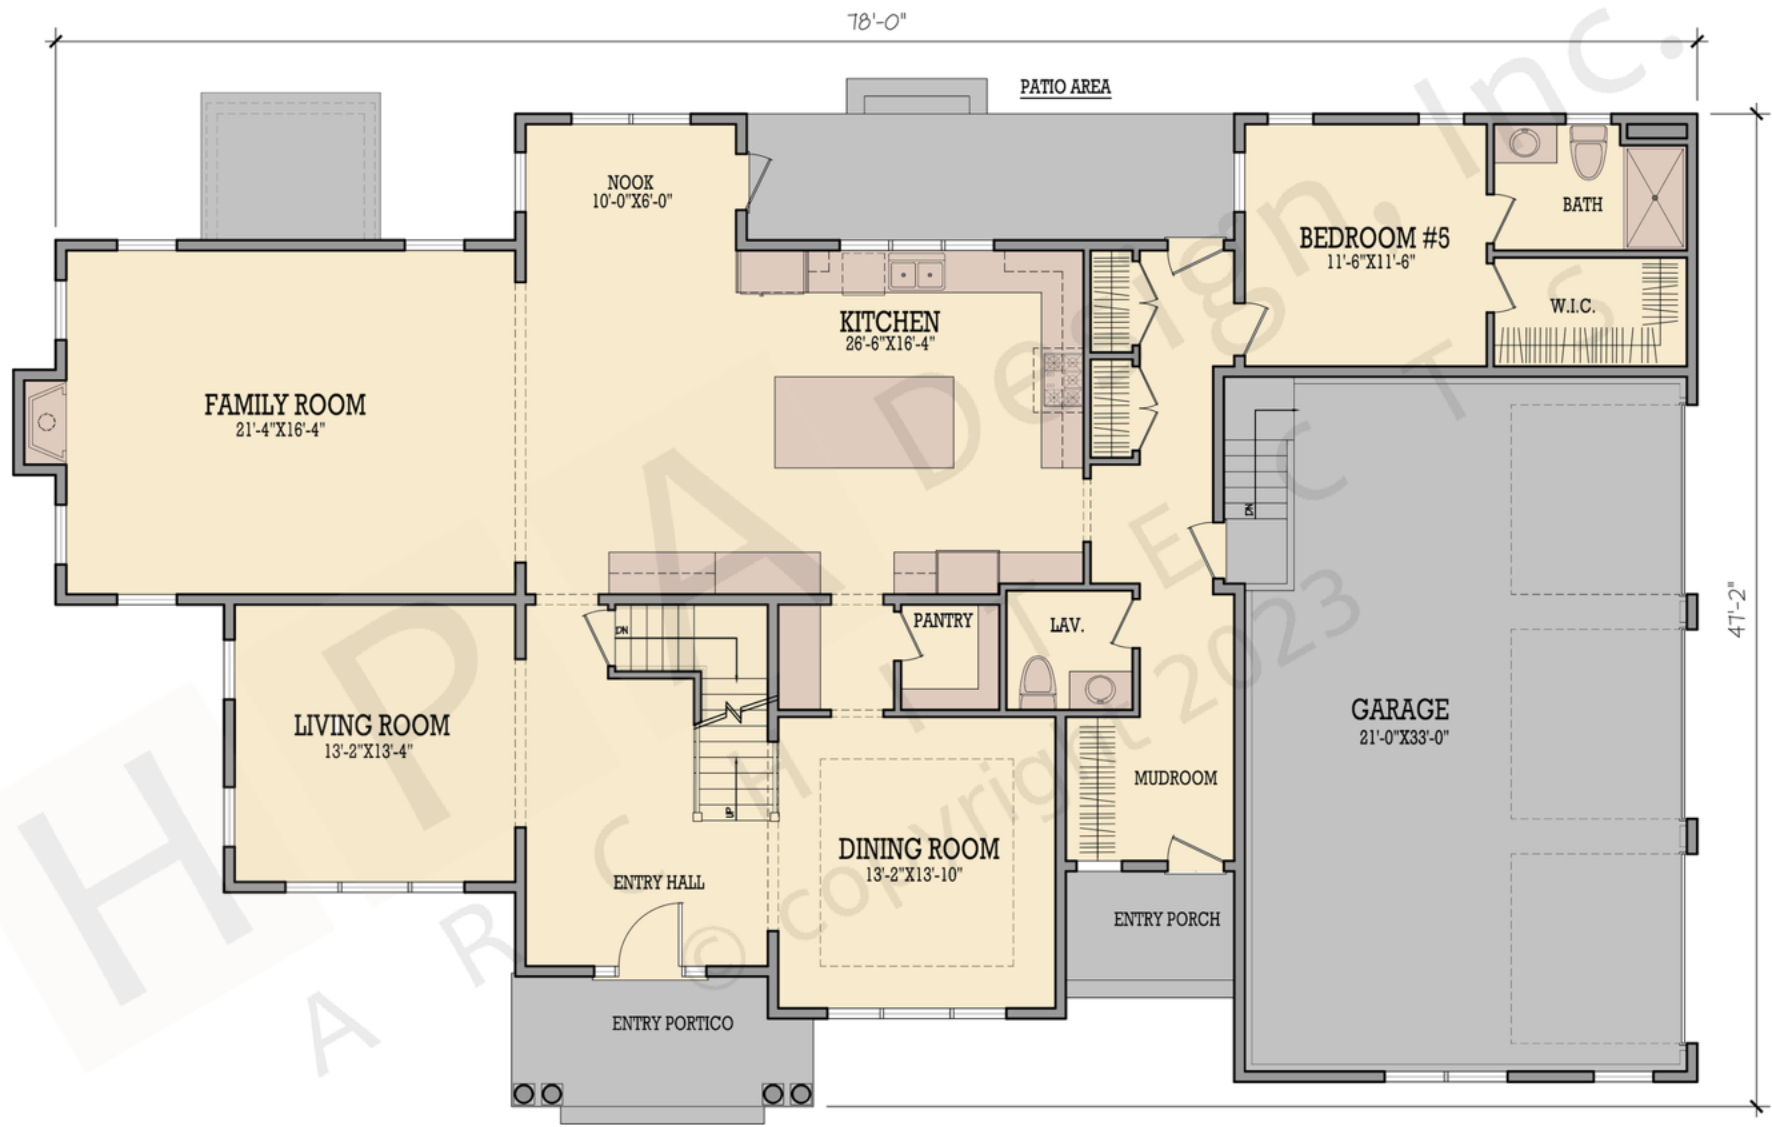 78'-0"
PATIO AREA
NOOK
10'-0"X6'-0"
BATH
BEDROOM #5
11'-6"X11'-6"
W.I.C.
KITCHEN
26'-6"X16'-4"
FAMILY ROOM
21'-4"X16'-4"
DN
47'-2"
DN
PANTRY
LAV.
LIVING ROOM
13'-2"X13'-4"
GARAGE
21'-0"X33'-0"
MUDROOM
UP
DINING ROOM
13'-2"X13'-10"
ENTRY HALL
ENTRY PORCH
ENTRY PORTICO
HPA Design, Inc.
ARCHITECTS
© copyright 2023